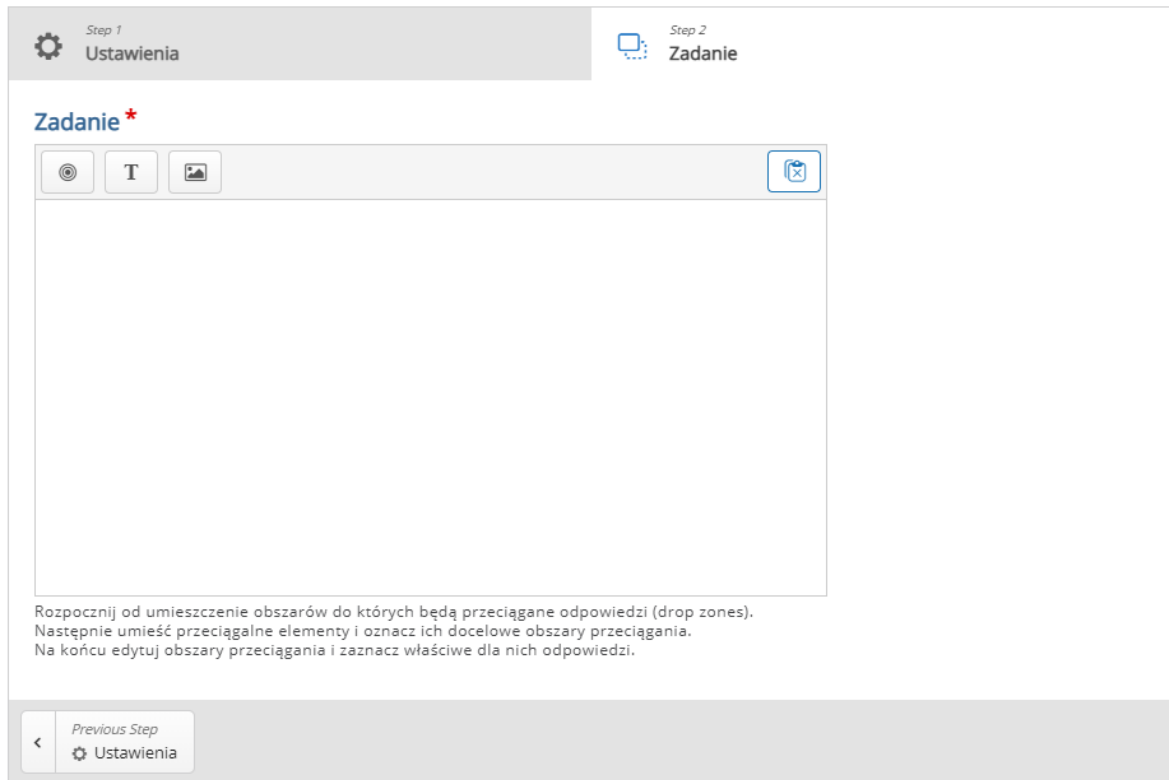 Step 1
Ustawienia
Step 2
Zadanie
Zadanie *
T
Rozpocznij od umieszczenie obszarów do których będą przeciągane odpowiedzi (drop zones).
Następnie umieść przeciągalne elementy i oznacz ich docelowe obszary przeciągania.
Na końcu edytuj obszary przeciągania i zaznacz właściwe dla nich odpowiedzi.
Previous Step
Ustawienia